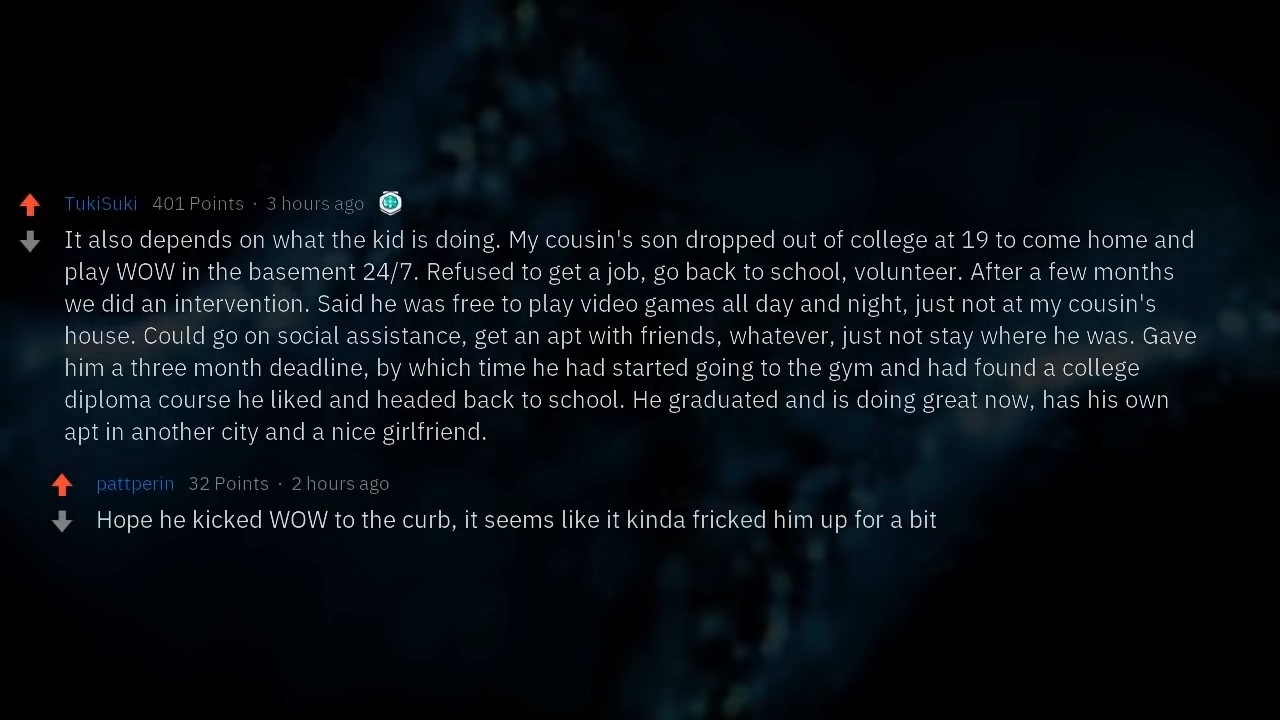 TukiSuki 401 Points · 3 hours ago
It also depends on what the kid is doing. My cousin's son dropped out of college at 19 to come home and
play WOW in the basement 24/7. Refused to get a job, go back to school, volunteer. After a few months
we did an intervention. Said he was free to play video games all day and night, just not at my cousin's
house. Could go on social assistance, get an apt with friends, whatever, just not stay where he was. Gave
him a three month deadline, by which time he had started going to the gym and had found a college
diploma course he liked and headed back to school. He graduated and is doing great now, has his own
apt in another city and a nice girlfriend.
pattperin 32 Points · 2 hours ago
Hope he kicked WOW to the curb, it seems like it kinda fricked him up for a bit